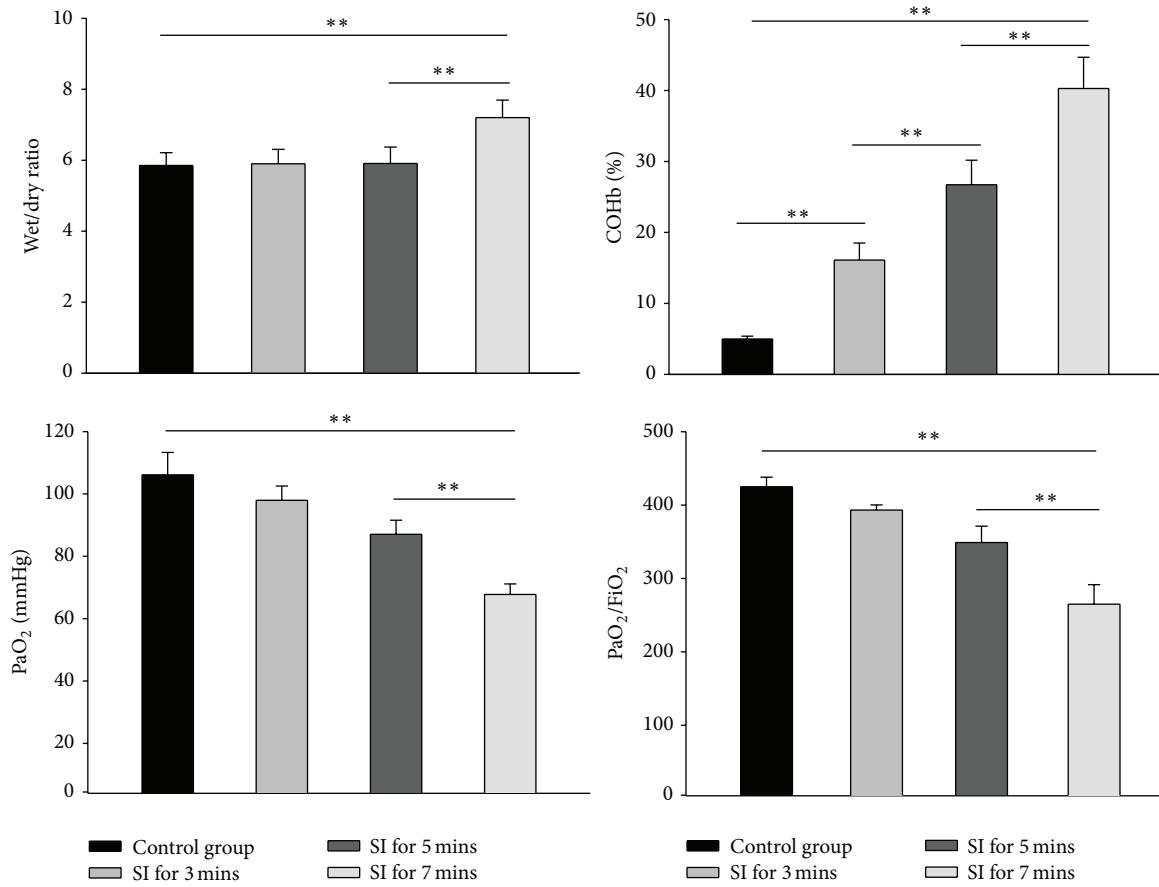 10
8
6
4
2
0
Wet/dry ratio
**
**
50
40
30
20
10
0
COHb (%)
**
**
**
**
120
100
80
60
40
20
0
PaO₂ (mmHg)
**
**
500
400
300
200
100
0
PaO₂/FiO₂
**
**
Control group
SI for 3 mins
SI for 5 mins
SI for 7 mins
Control group
SI for 3 mins
SI for 5 mins
SI for 7 mins